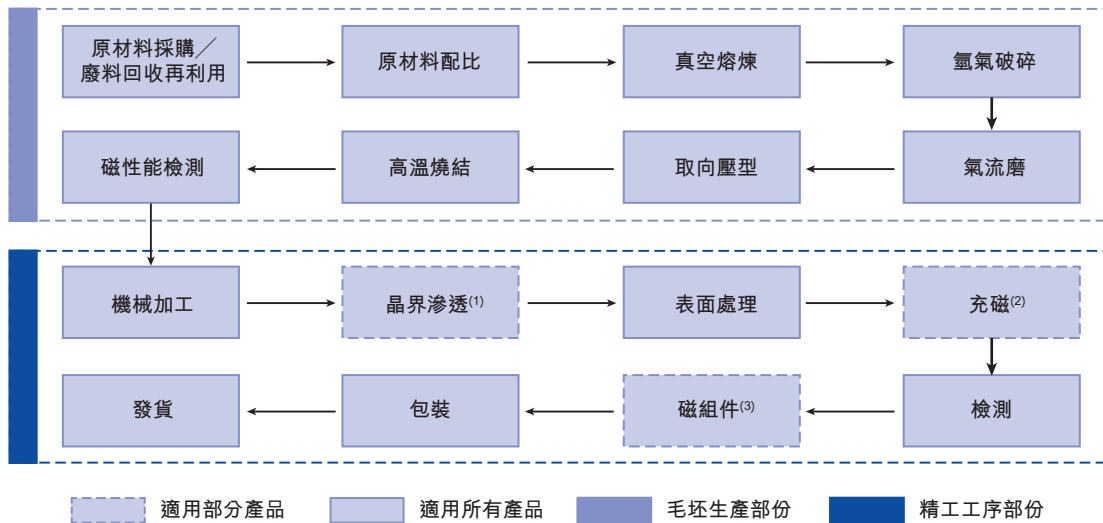 原材料採購／
廢料回收再利用
原材料配比
真空熔煉
氫氣破碎
磁性能檢測
高溫燒結
取向壓型
氣流磨
機械加工
晶界滲透(1)
表面處理
充磁(2)
發貨
包裝
磁組件(3)
檢測
適用部分產品
適用所有產品
毛坯生產部份
精工工序部份